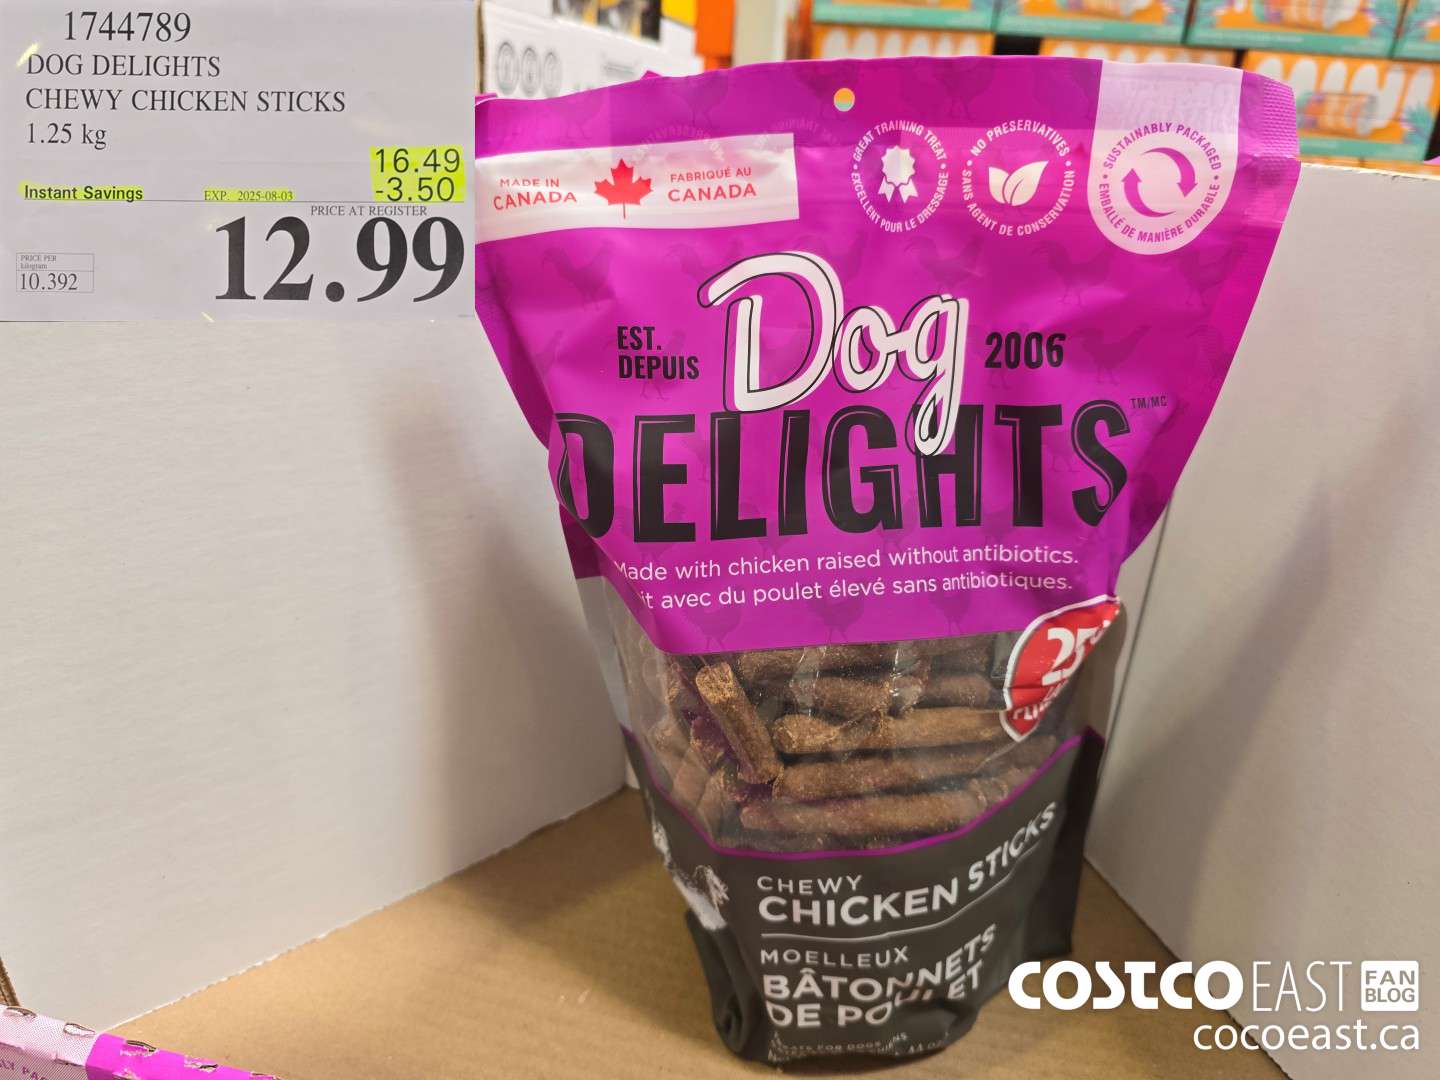 1744789
DOG DELIGHTS
CHEWY CHICKEN STICKS
1.25 kg
16.49
Instant Savings EXP. 2025-08-03 -3.50
PRICE AT REGISTER
12.99
PRICE PER
kilogram
10.392
MADE IN CANADA
FABRIQUÉ AU CANADA
GREAT TRAINING TREAT • EXCELLENT POUR LE DRESSAGE •
NO PRESERVATIVES • SANS AGENT DE CONSERVATION •
SUSTAINABLY PACKAGED • EMBALLÉ DE MANIÈRE DURABLE •
EST. DEPUIS
Dog
2006
DELIGHTS TM/MC
Made with chicken raised without antibiotics.
avec du poulet élevé sans antibiotiques.
CHEWY
CHICKEN STICKS
MOELLEUX
BÂTONNETS
DE
COSTCO EAST FAN BLOG
cocoeast.ca